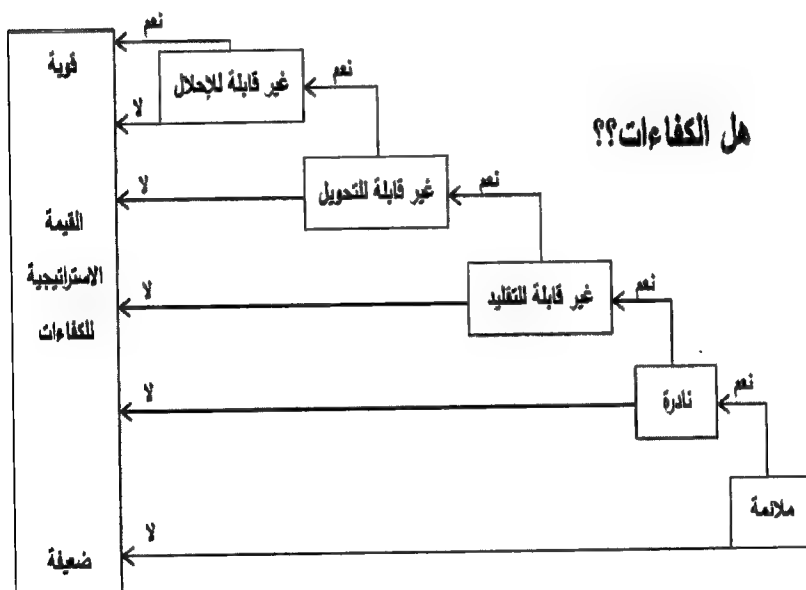 هل الكفاءات؟؟
نعم
قوية
غير قابلة للإحلال
نعم
لا
غير قابلة للتحويل
نعم
لا
القيمة
الاستراتيجية
للكفاءات
غير قابلة للتقليد
نعم
لا
نادرة
نعم
لا
ملائمة
لا
ضعيفة